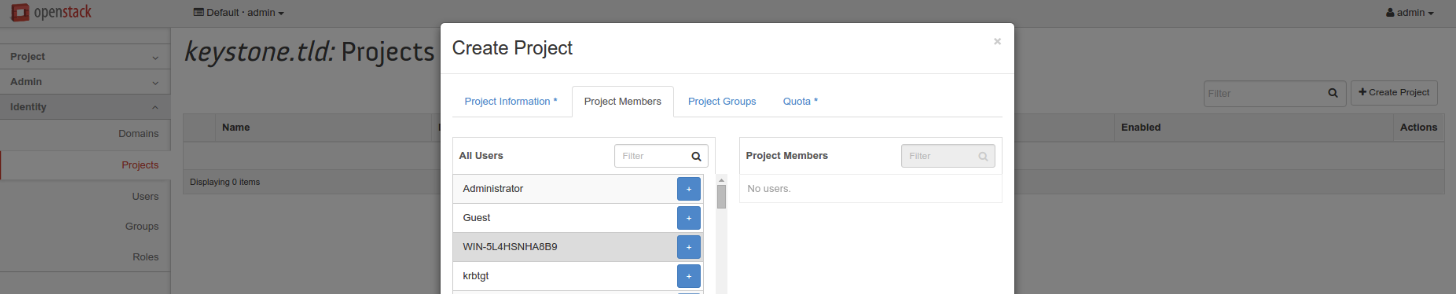 openstack
Default · admin
admin
Project
Admin
Identity
Domains
Projects
Users
Groups
Roles
keystone.tld: Projects
Filter
+ Create Project
Name
Enabled
Actions
Displaying 0 items
Create Project
×
Project Information *
Project Members
Project Groups
Quota *
All Users
Filter
Administrator
+
Guest
+
WIN-5L4HSNHA8B9
+
krbtgt
+
Project Members
Filter
No users.